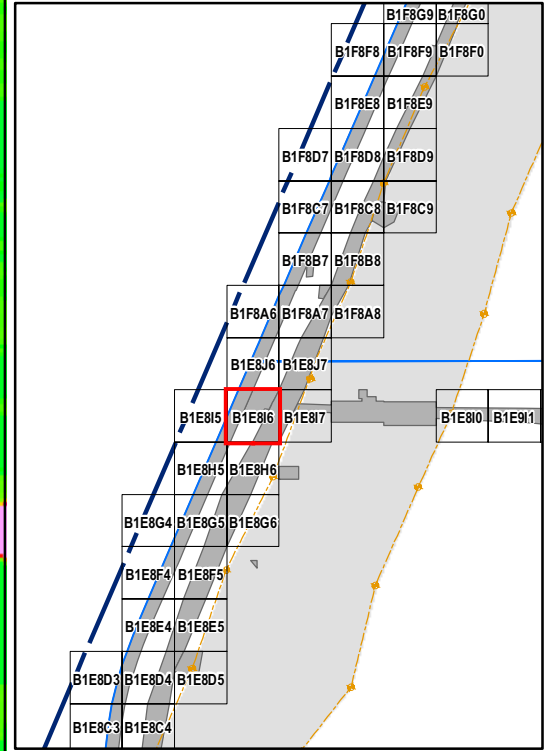 B1F8G9 B1F8G0
B1F8F8 B1F8F9 B1F8F0
B1F8E8 B1F8E9
B1F8D7 B1F8D8 B1F8D9
B1F8C7 B1F8C8 B1F8C9
B1F8B7 B1F8B8
B1F8A6 B1F8A7 B1F8A8
B1E8J6 B1E8J7
B1E8I5 B1E8I6 B1E8I7 B1E8I0 B1E9I1
B1E8H5 B1E8H6
B1E8G4 B1E8G5 B1E8G6
B1E8F4 B1E8F5
B1E8E4 B1E8E5
B1E8D3 B1E8D4 B1E8D5
B1E8C3 B1E8C4